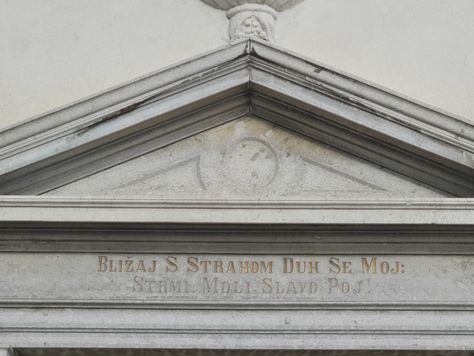 BLIŽAJ S STRAHOM DUH SE MOJ:
STRMI, MOLI, SLAVO POJ!